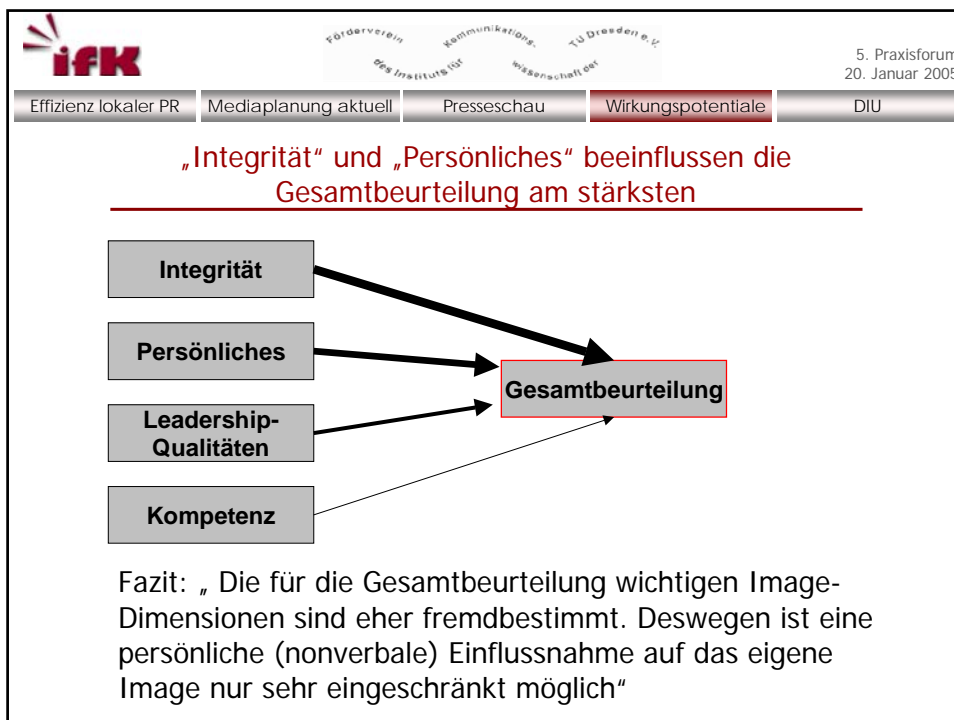 ifk
Förderverein Kommunikations- TU Dresden e.V.
des Instituts für wissenschaft der
5. Praxisforum
20. Januar 2005
Effizienz lokaler PR Mediaplanung aktuell Presseschau Wirkungspotentiale DIU
„Integrität“ und „Persönliches“ beeinflussen die
Gesamtbeurteilung am stärksten
Integrität
Persönliches
Gesamtbeurteilung
Leadership-
Qualitäten
Kompetenz
Fazit: „ Die für die Gesamtbeurteilung wichtigen Image-
Dimensionen sind eher fremdbestimmt. Deswegen ist eine
persönliche (nonverbale) Einflussnahme auf das eigene
Image nur sehr eingeschränkt möglich“